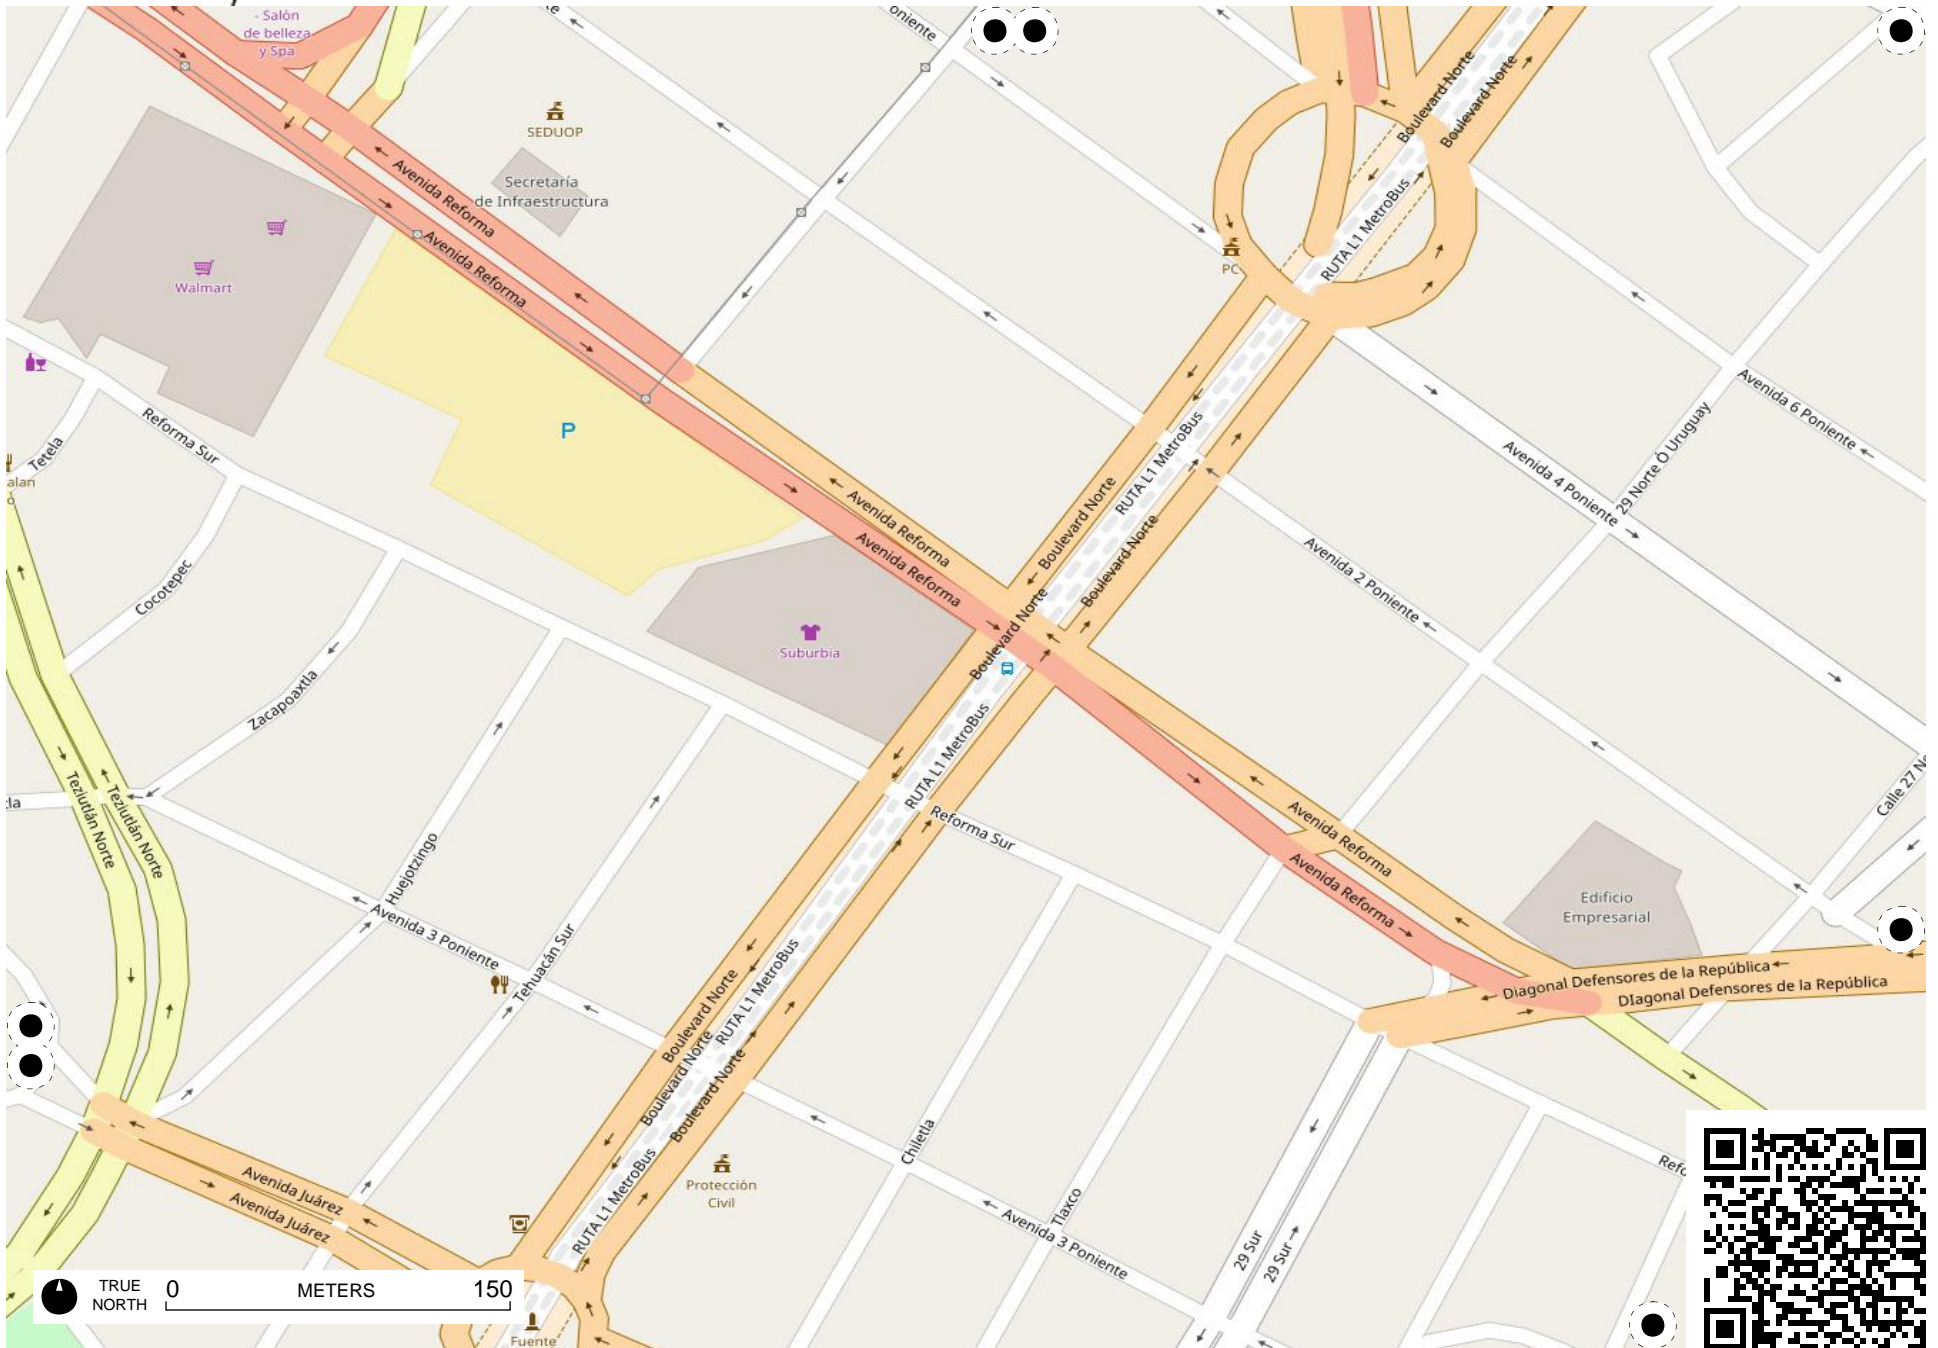 - Salón
de belleza
y Spa
oniente
Boulevard Norte
Boulevard Norte
SEDUOP
Secretaría
de Infraestructura
Avenida Reforma
Avenida Reforma
RUTA L1 MetroBus
PC
Walmart
Avenida 6 Poniente
Reforma Sur
Tetela
P
alan
29 Norte Ó Uruguay
Avenida 4 Poniente
RUTA L1 MetroBus
Boulevard Norte
Avenida Reforma
Avenida Reforma
Boulevard Norte
Avenida 2 Poniente
Cocotepec
Boulevard Norte
Suburbia
Zacapoaxtla
RUTA L1 MetroBus
Calle 27 No
tla
Teziutlán Norte
Teziutlán Norte
Reforma Sur
Avenida Reforma
Avenida Reforma
Huejotzingo
Edificio
Empresarial
Avenida 3 Poniente
Tehuacán Sur
Diagonal Defensores de la República
DIagonal Defensores de la República
Boulevard Norte
RUTA L1 MetroBus
Boulevard Norte
Boulevard Norte
Chiletla
Refo
Protección
Civil
Avenida Juárez
Avenida Juárez
RUTA L1 MetroBus
Tlaxco
Avenida 3 Poniente
29 Sur
29 Sur
TRUE
NORTH
0 METERS 150
Fuente